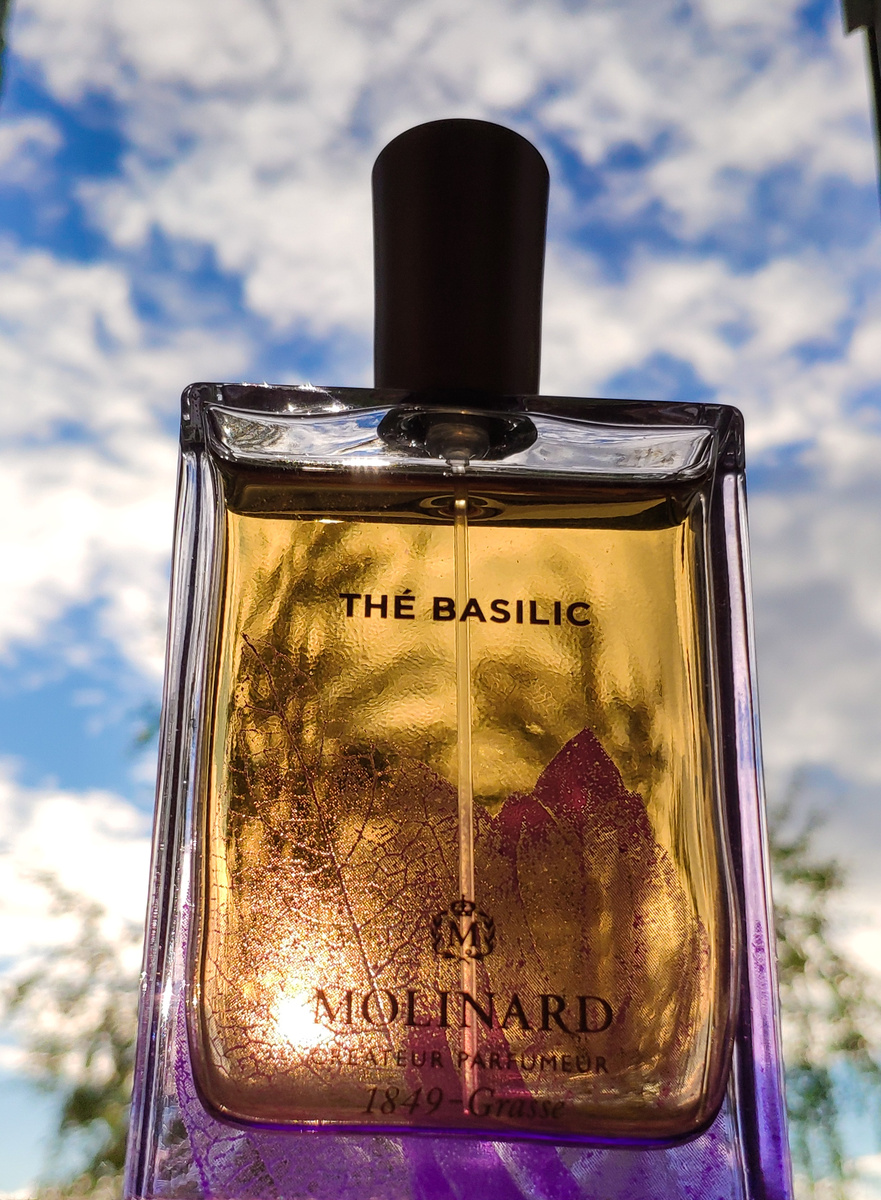 THÉ BASILIC
M
MOLINARD
CRÉATEUR PARFUMEUR
1849-Grasse